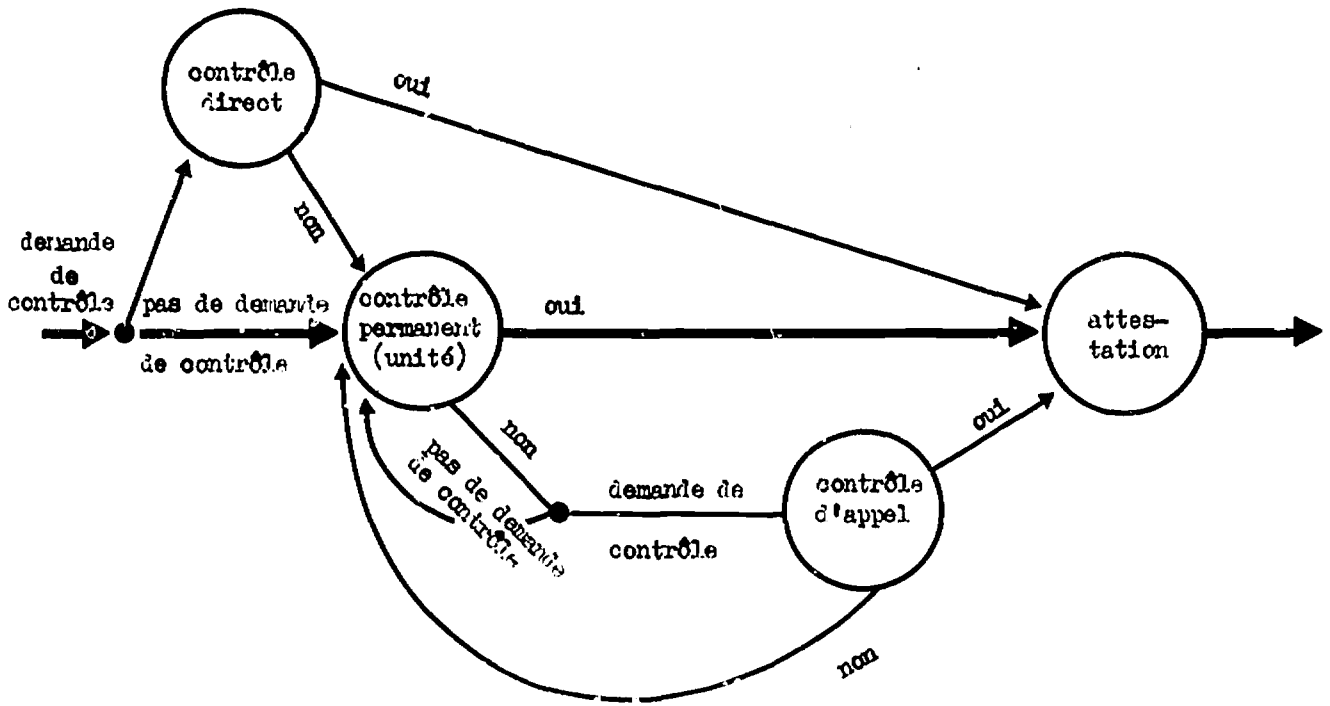 contrôle
direct
oui
non
demande
de
contrôle
pas de demande
de contrôle
contrôle
permanent
(unité)
oui
attes-
tation
non
pas de demande
de contrôle
demande de
contrôle
contrôle
d'appel
oui
non